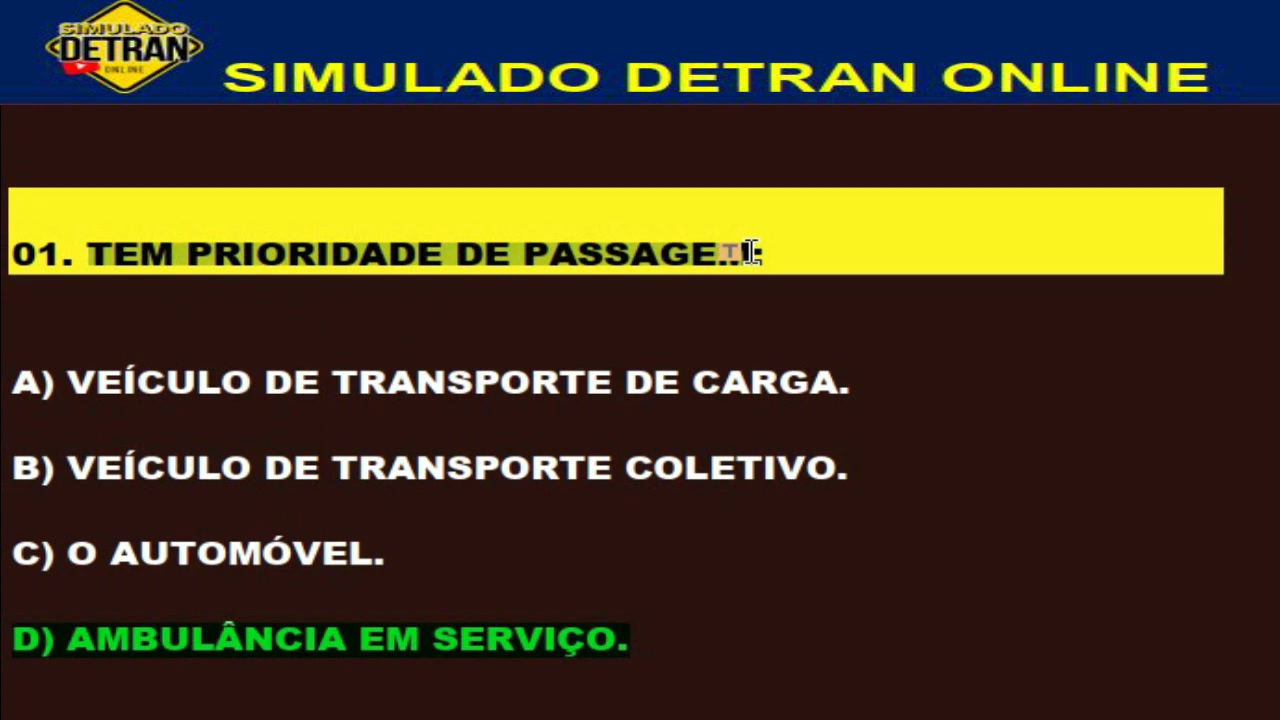 SIMULADO
DETRAN
ONLINE
SIMULADO DETRAN ONLINE
01. TEM PRIORIDADE DE
A) VEÍCULO DE TRANSPORTE DE CARGA.
B) VEÍCULO DE TRANSPORTE COLETIVO.
C) O AUTOMÓVEL.
D) AMBULÂNCIA EM SERVIÇO.